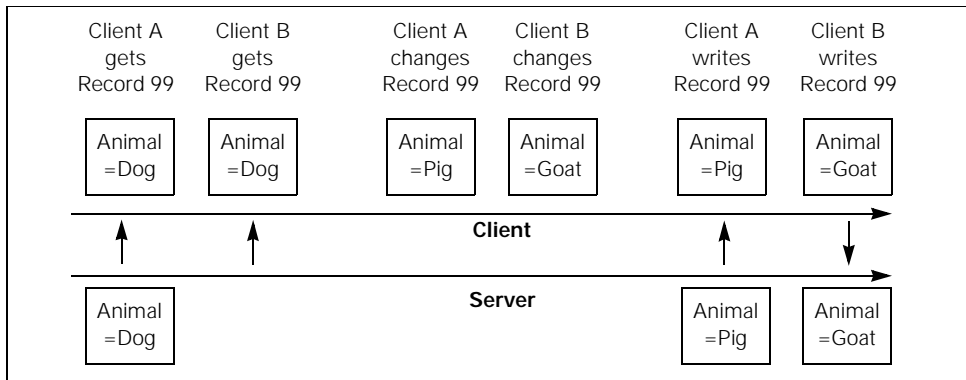 Client A
gets
Record 99
Client B
gets
Record 99
Client A
changes
Record 99
Client B
changes
Record 99
Client A
writes
Record 99
Client B
writes
Record 99
Animal
=Dog
Animal
=Dog
Animal
=Pig
Animal
=Goat
Animal
=Pig
Animal
=Goat
Client
Server
Animal
=Dog
Animal
=Pig
Animal
=Goat